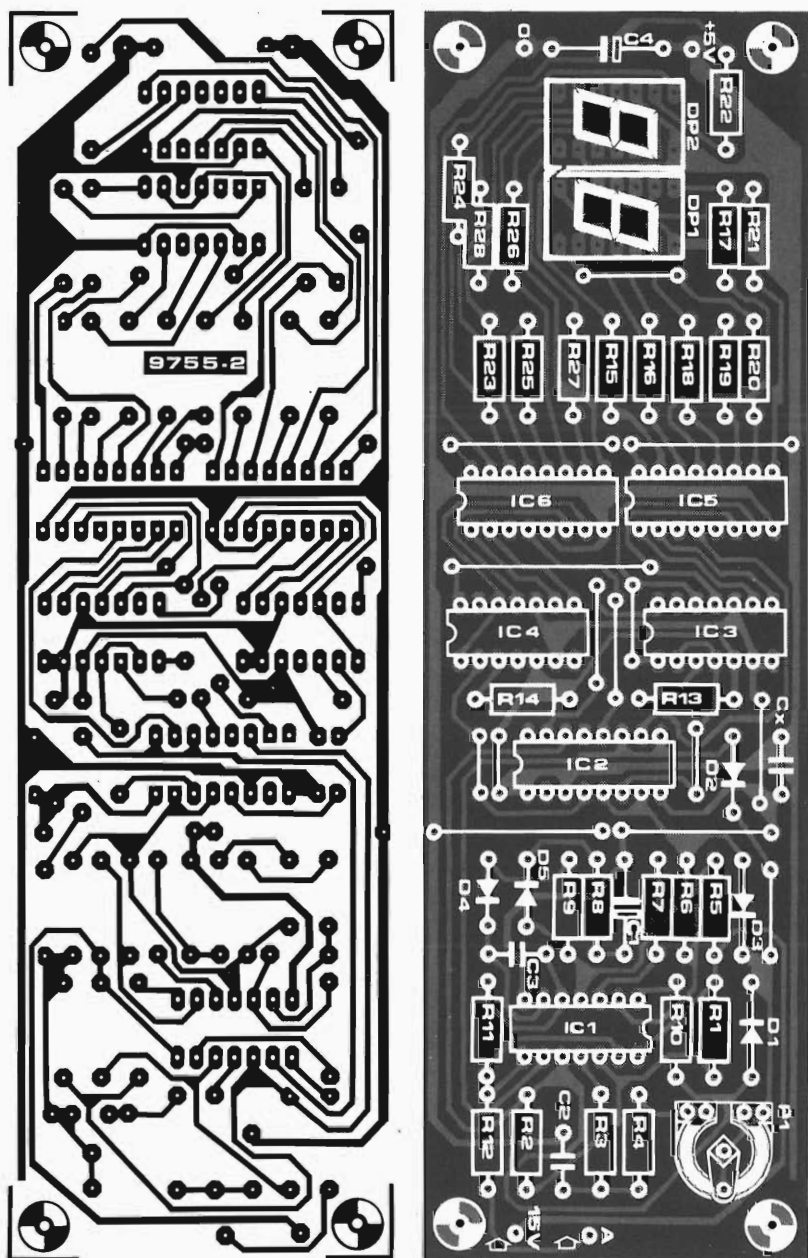 9755.2
0
C4
+5V
R22
DP2
R24
R28
R26
DP1
R17
R21
R23
R25
R27
R15
R16
R18
R19
R20
IC6
IC5
IC4
IC3
R14
R13
Cx
IC2
D2
D4
D5
R9
R8
C1
R7
R6
R5
D3
C3
R11
IC1
R10
R1
D1
R12
R2
C2
R3
R4
P1
15V
A